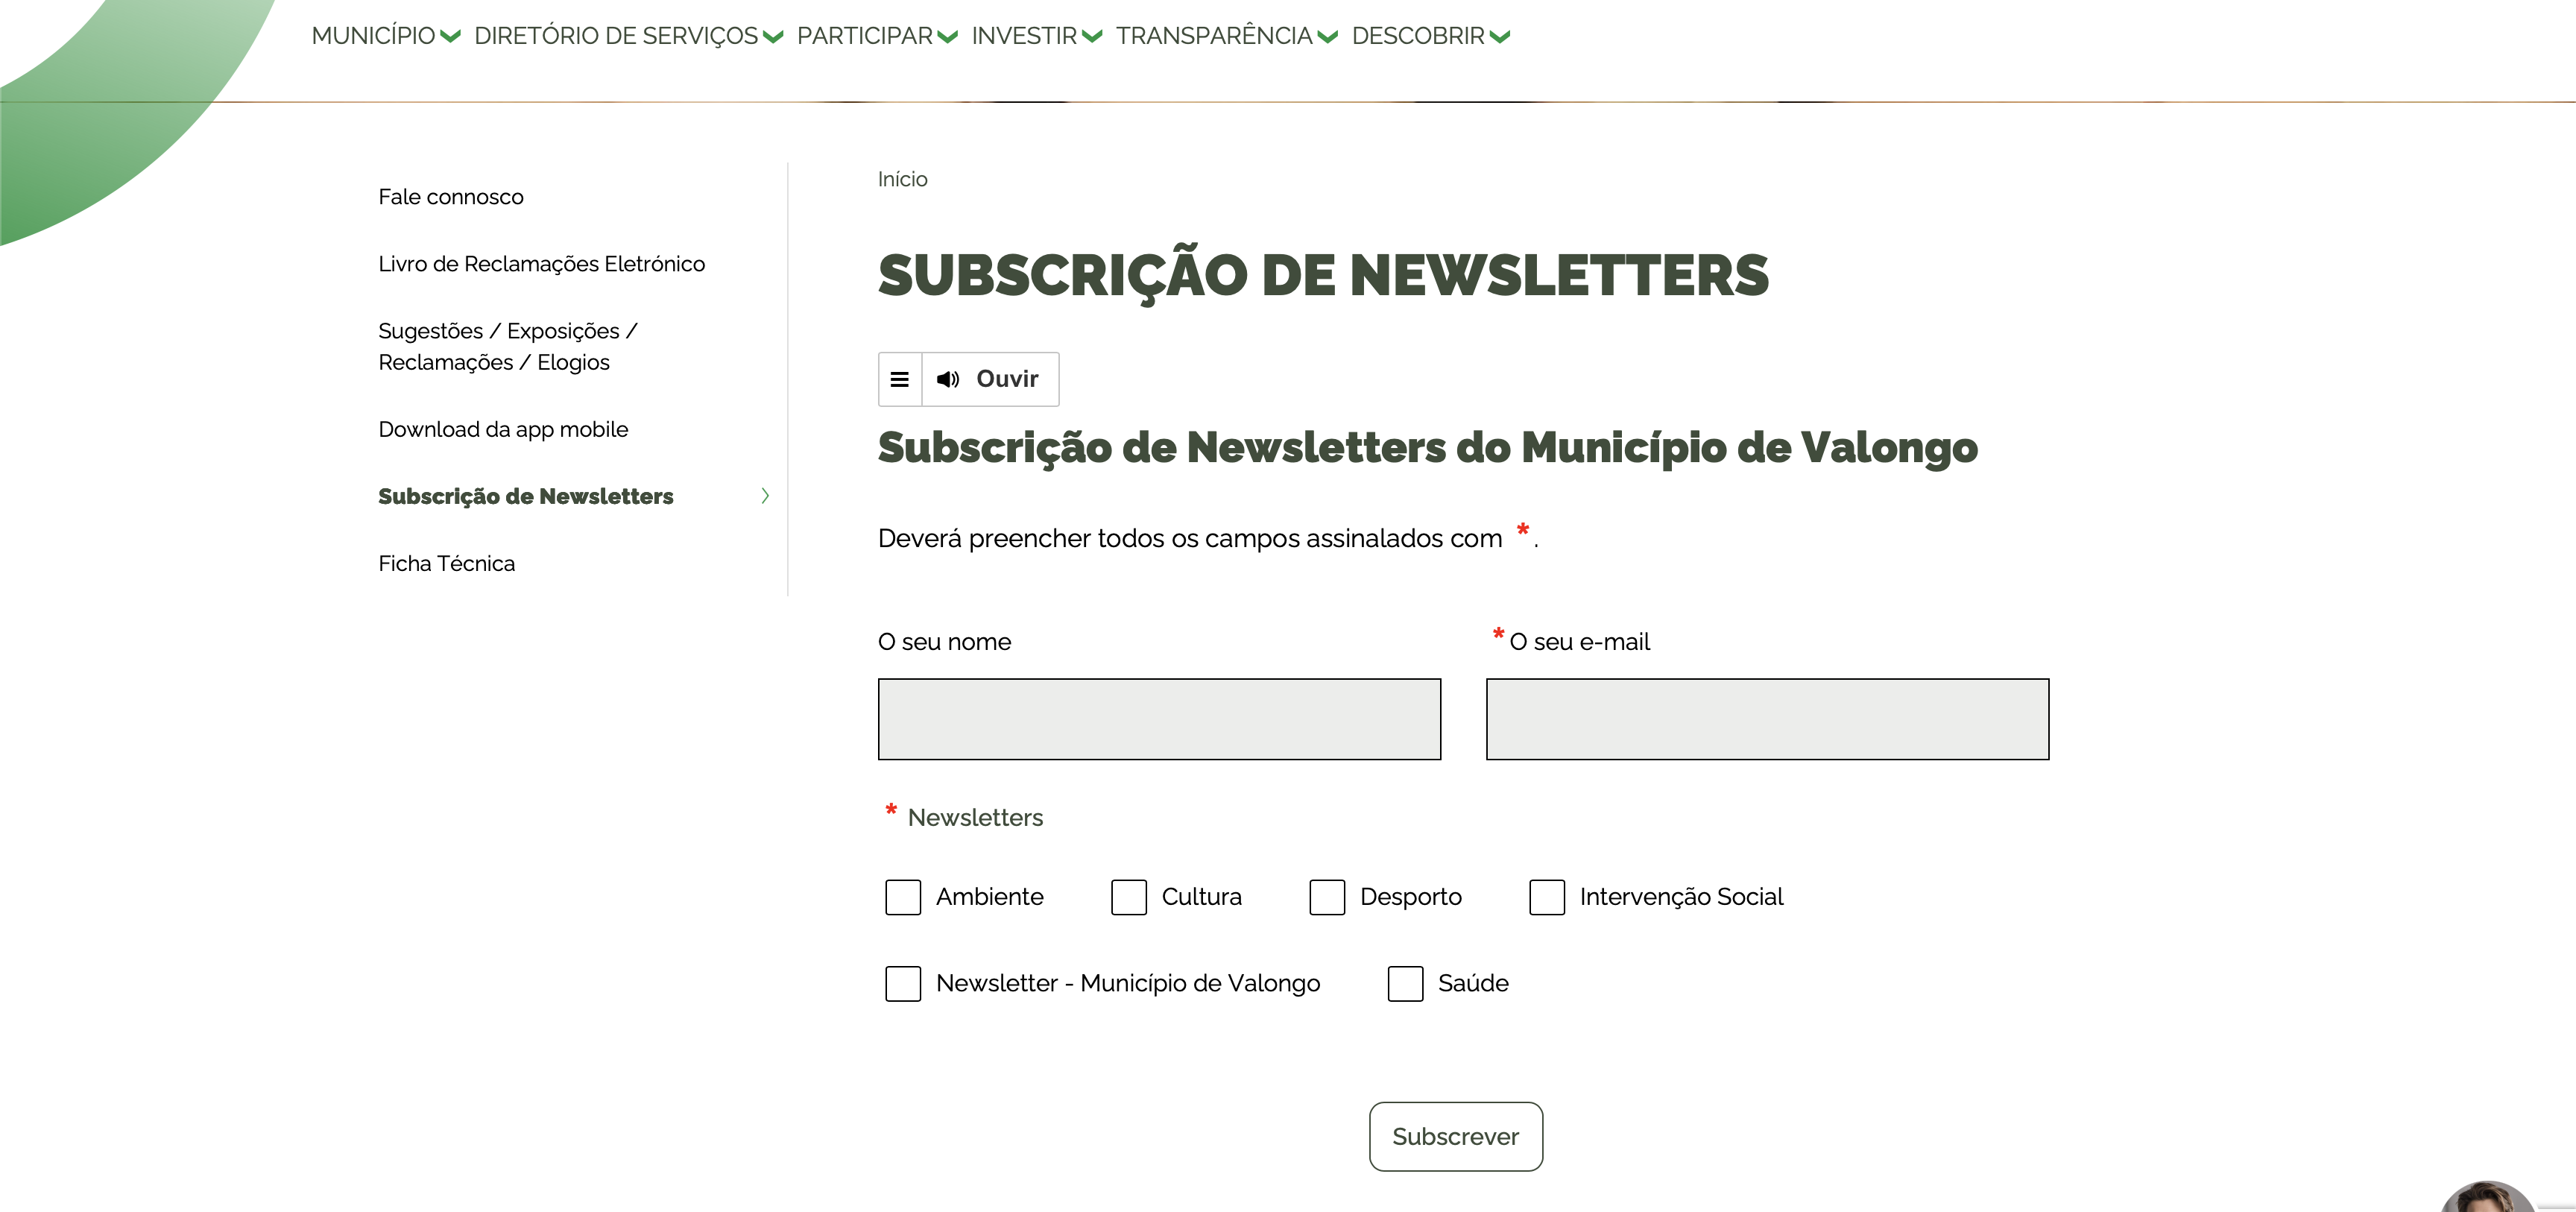 MUNICÍPIO DIRETÓRIO DE SERVIÇOS PARTICIPAR INVESTIR TRANSPARÊNCIA DESCOBRIR
Fale connosco
Livro de Reclamações Eletrónico
Sugestões / Exposições /
Reclamações / Elogios
Download da app mobile
Subscrição de Newsletters
Ficha Técnica
Início
SUBSCRIÇÃO DE NEWSLETTERS
Ouvir
Subscrição de Newsletters do Município de Valongo
Deverá preencher todos os campos assinalados com *.
O seu nome
* O seu e-mail
* Newsletters
Ambiente Cultura Desporto Intervenção Social
Newsletter - Município de Valongo Saúde
Subscrever